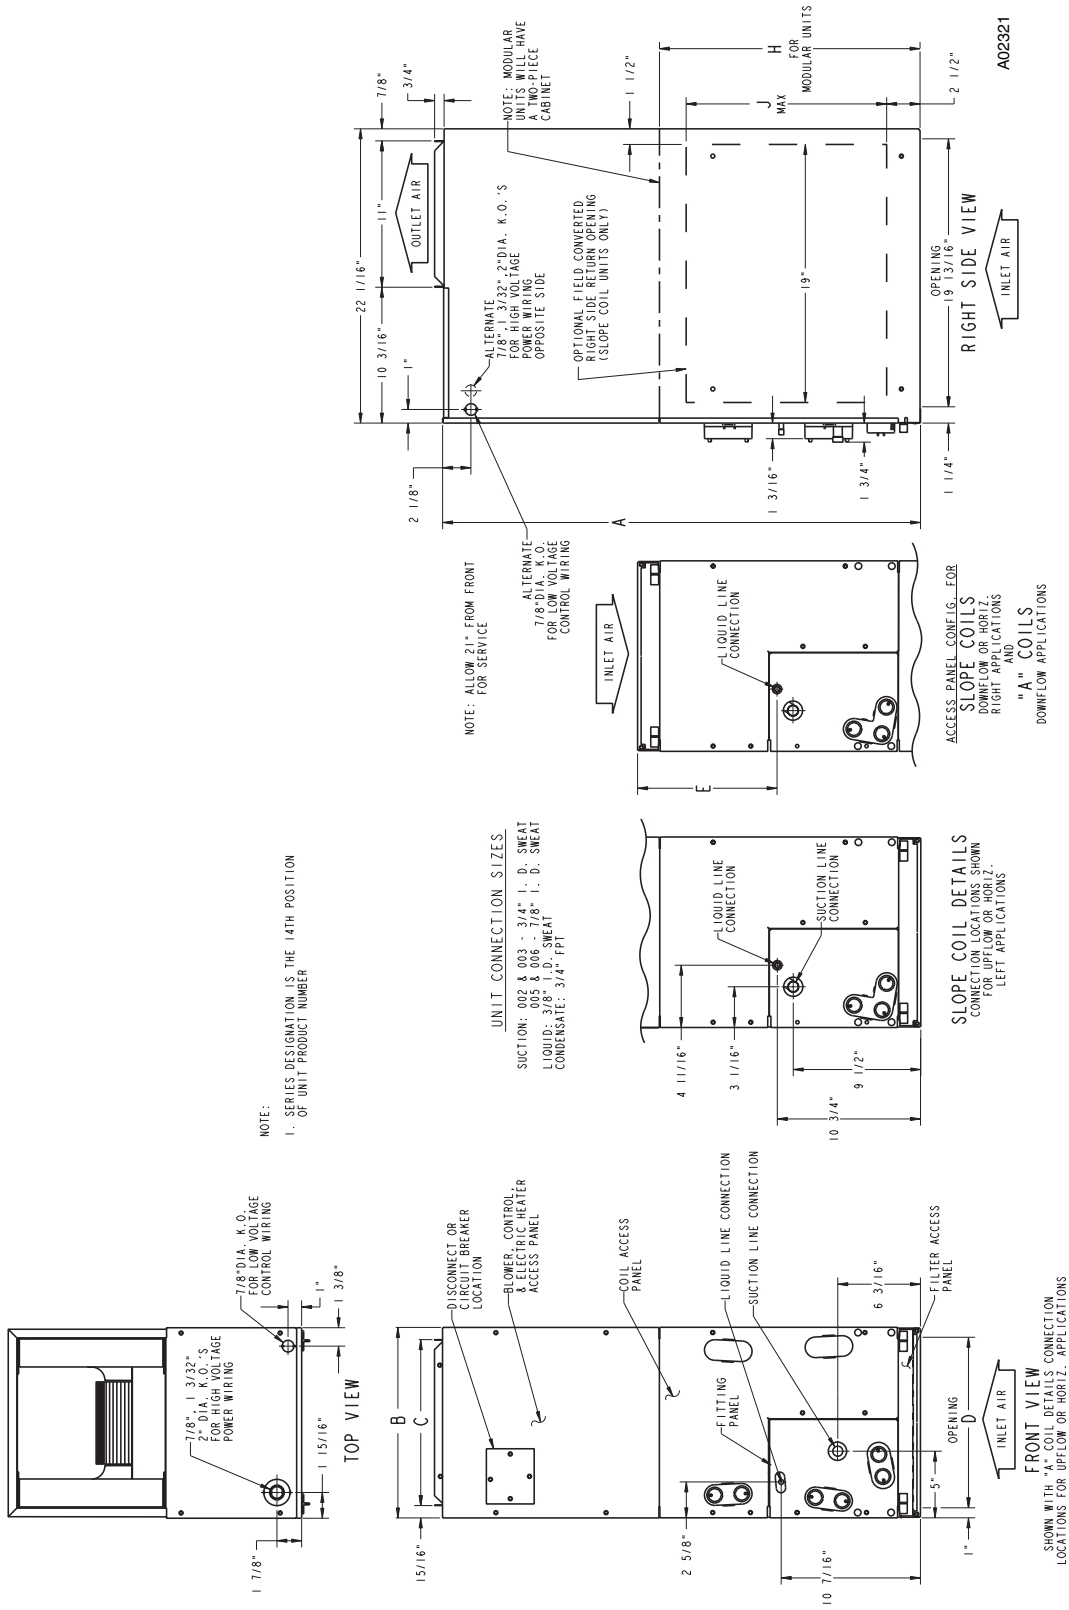 22 1/16"
10 3/16"
11"
7/8"
3/4"
1"
2 1/8"
OUTLET AIR
ALTERNATE
7/8",1 3/32",2"DIA. K.O.'S
FOR HIGH VOLTAGE
POWER WIRING
OPPOSITE SIDE
NOTE: MODULAR
UNITS WILL HAVE
A TWO-PIECE
CABINET
1 1/2"
OPTIONAL FIELD CONVERTED
RIGHT SIDE RETURN OPENING
(SLOPE COIL UNITS ONLY)
19"
A
J
MAX
H
FOR
MODULAR UNITS
2 1/2"
1 3/16"
1 3/4"
1 1/4"
OPENING
19 13/16"
RIGHT SIDE VIEW
INLET AIR
A02321
ALTERNATE
7/8"DIA. K.O.
FOR LOW VOLTAGE
CONTROL WIRING
NOTE: ALLOW 21" FROM FRONT
FOR SERVICE
INLET AIR
LIQUID LINE
CONNECTION
E
ACCESS PANEL CONFIG. FOR
SLOPE COILS
DOWNFLOW OR HORIZ.
RIGHT APPLICATIONS
AND
"A" COILS
DOWNFLOW APPLICATIONS
UNIT CONNECTION SIZES
SUCTION: 002 & 003 - 3/4" I. D. SWEAT
005 & 006 - 7/8" I. D. SWEAT
LIQUID: 3/8" I.D. SWEAT
CONDENSATE: 3/4" FPT
LIQUID LINE
CONNECTION
SUCTION LINE
CONNECTION
4 11/16"
3 1/16"
9 1/2"
10 3/4"
SLOPE COIL DETAILS
CONNECTION LOCATIONS SHOWN
FOR UPFLOW OR HORIZ.
LEFT APPLICATIONS
NOTE:
1. SERIES DESIGNATION IS THE 14TH POSITION
OF UNIT PRODUCT NUMBER
7/8", 1 3/32"
2" DIA. K.O.'S
FOR HIGH VOLTAGE
POWER WIRING
7/8"DIA. K.O.
FOR LOW VOLTAGE
CONTROL WIRING
1 7/8"
1 15/16"
1"
1 3/8"
TOP VIEW
B
C
15/16"
DISCONNECT OR
CIRCUIT BREAKER
LOCATION
BLOWER, CONTROL,
& ELECTRIC HEATER
ACCESS PANEL
COIL ACCESS
PANEL
FITTING
PANEL
LIQUID LINE CONNECTION
SUCTION LINE CONNECTION
2 5/8"
10 7/16"
6 3/16"
FILTER ACCESS
PANEL
5"
1"
OPENING
D
INLET AIR
FRONT VIEW
SHOWN WITH "A" COIL DETAILS CONNECTION
LOCATIONS FOR UPFLOW OR HORIZ. APPLICATIONS